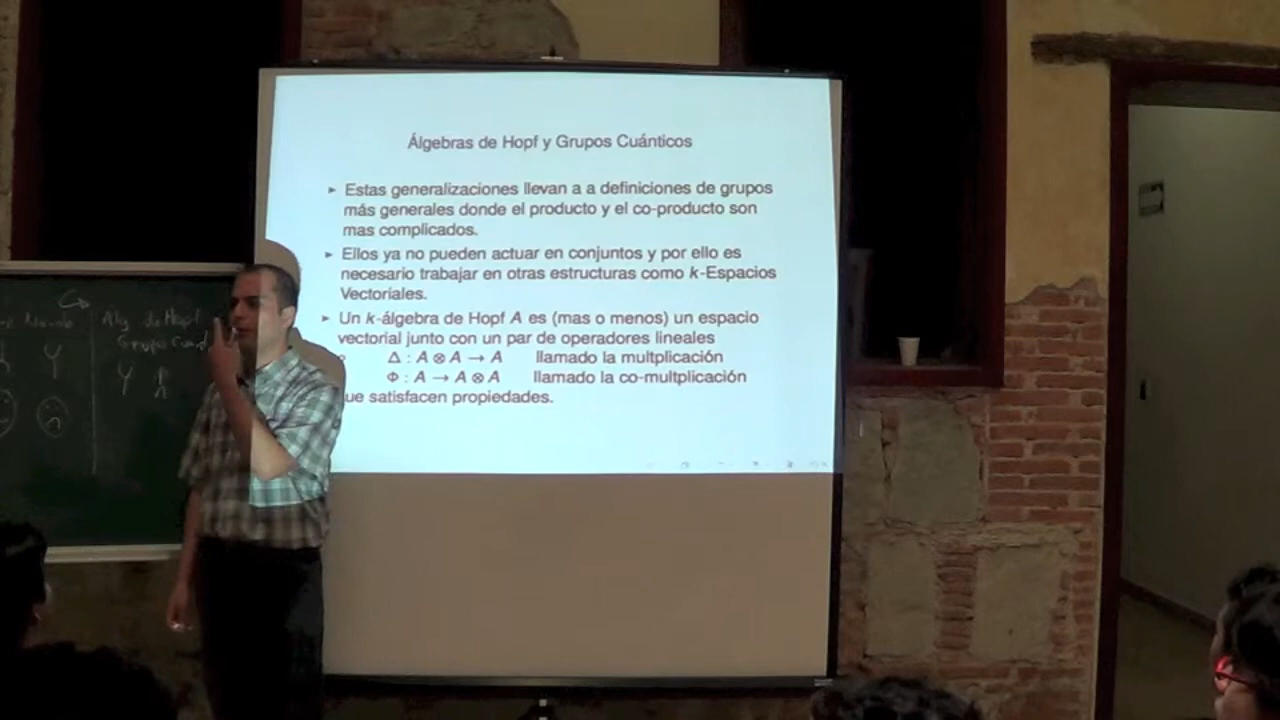 Álgebras de Hopf y Grupos Cuánticos
► Estas generalizaciones llevan a a definiciones de grupos
más generales donde el producto y el co-producto son
mas complicados.
► Ellos ya no pueden actuar en conjuntos y por ello es
necesario trabajar en otras estructuras como k-Espacios
Vectoriales.
► Un k-álgebra de Hopf A es (mas o menos) un espacio
vectorial junto con un par de operadores lineales
Δ : A ⊗ A → A llamado la multplicación
Φ : A → A ⊗ A llamado la co-multplicación
ue satisfacen propiedades.
Alg de Hopf